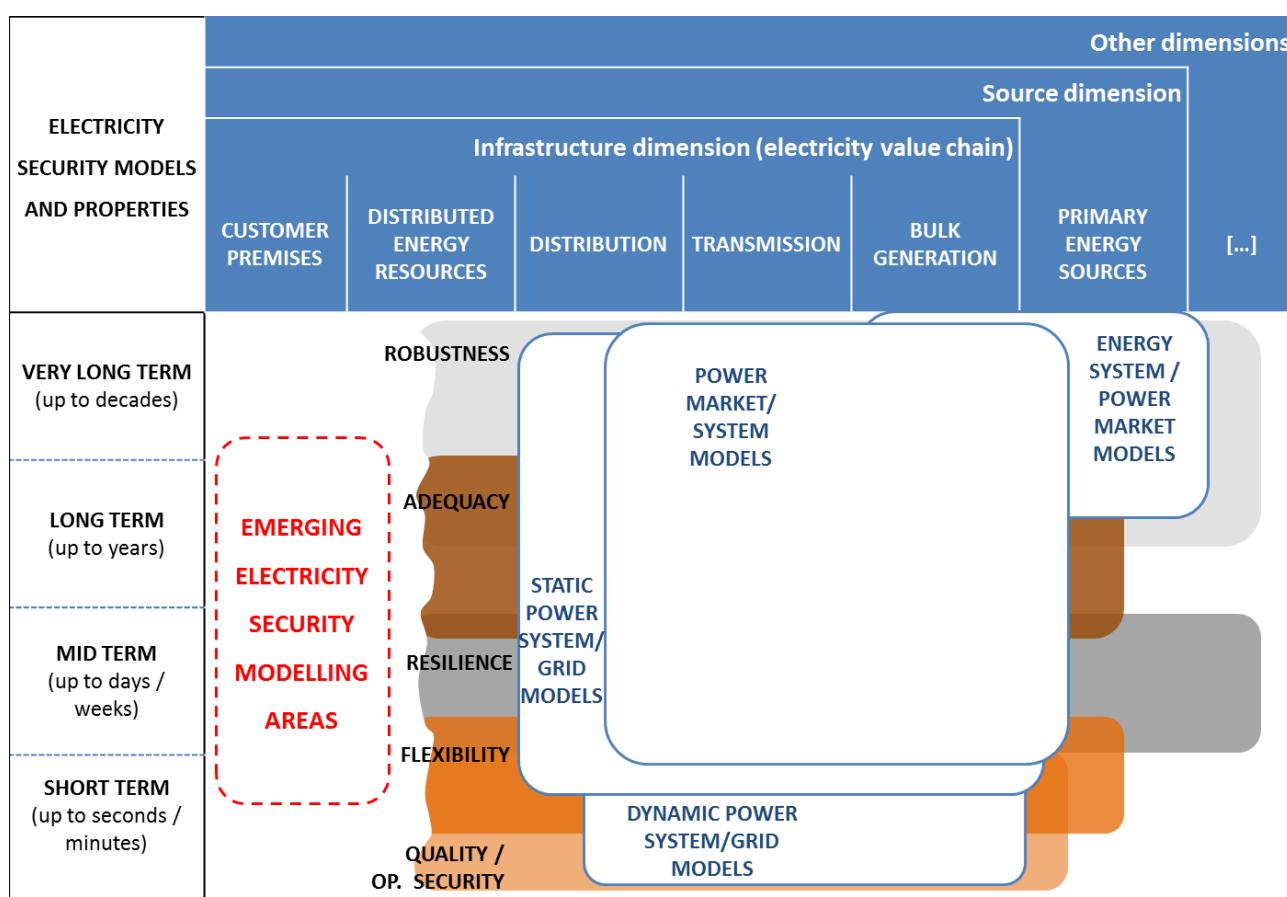 Other dimensions
Source dimension
Infrastructure dimension (electricity value chain)
ELECTRICITY
SECURITY MODELS
AND PROPERTIES
CUSTOMER
PREMISES
DISTRIBUTED
ENERGY
RESOURCES
DISTRIBUTION
TRANSMISSION
BULK
GENERATION
PRIMARY
ENERGY
SOURCES
[...]
VERY LONG TERM
(up to decades)
LONG TERM
(up to years)
MID TERM
(up to days /
weeks)
SHORT TERM
(up to seconds /
minutes)
EMERGING
ELECTRICITY
SECURITY
MODELLING
AREAS
ROBUSTNESS
ADEQUACY
RESILIENCE
FLEXIBILITY
QUALITY /
OP. SECURITY
STATIC
POWER
SYSTEM/
GRID
MODELS
POWER
MARKET/
SYSTEM
MODELS
ENERGY
SYSTEM /
POWER
MARKET
MODELS
DYNAMIC POWER
SYSTEM/GRID
MODELS